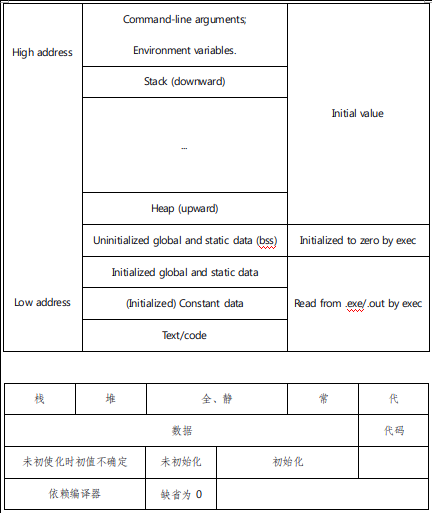 High address
Command-line arguments;
Environment variables.
Stack (downward)
...
Initial value
Heap (upward)
Uninitialized global and static data (bss)
Initialized to zero by exec
Initialized global and static data
Low address
(Initialized) Constant data
Read from .exe/.out by exec
Text/code
栈 堆 全、静 常 代
数据 代码
未初使化时初值不确定 未初始化 初始化
依赖编译器 缺省为 0